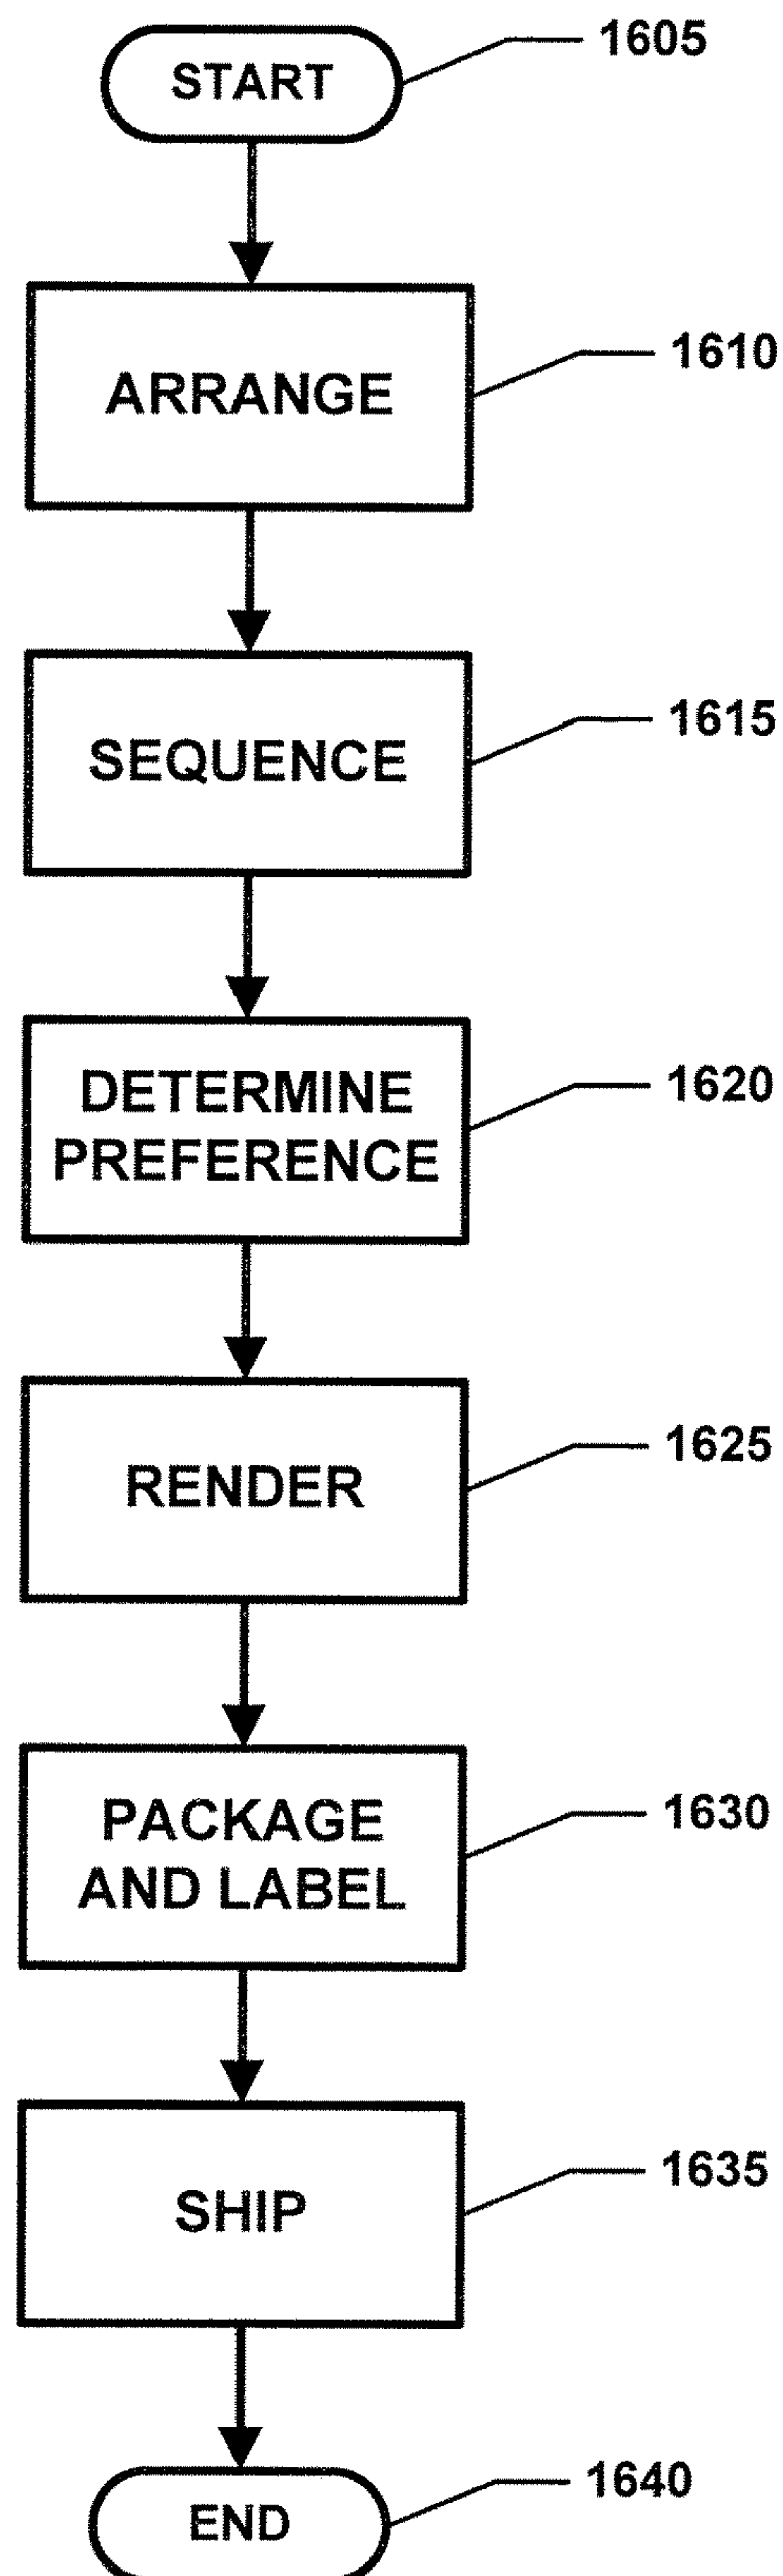 START
1605
ARRANGE
1610
SEQUENCE
1615
DETERMINE
PREFERENCE
1620
RENDER
1625
PACKAGE
AND LABEL
1630
SHIP
1635
END
1640